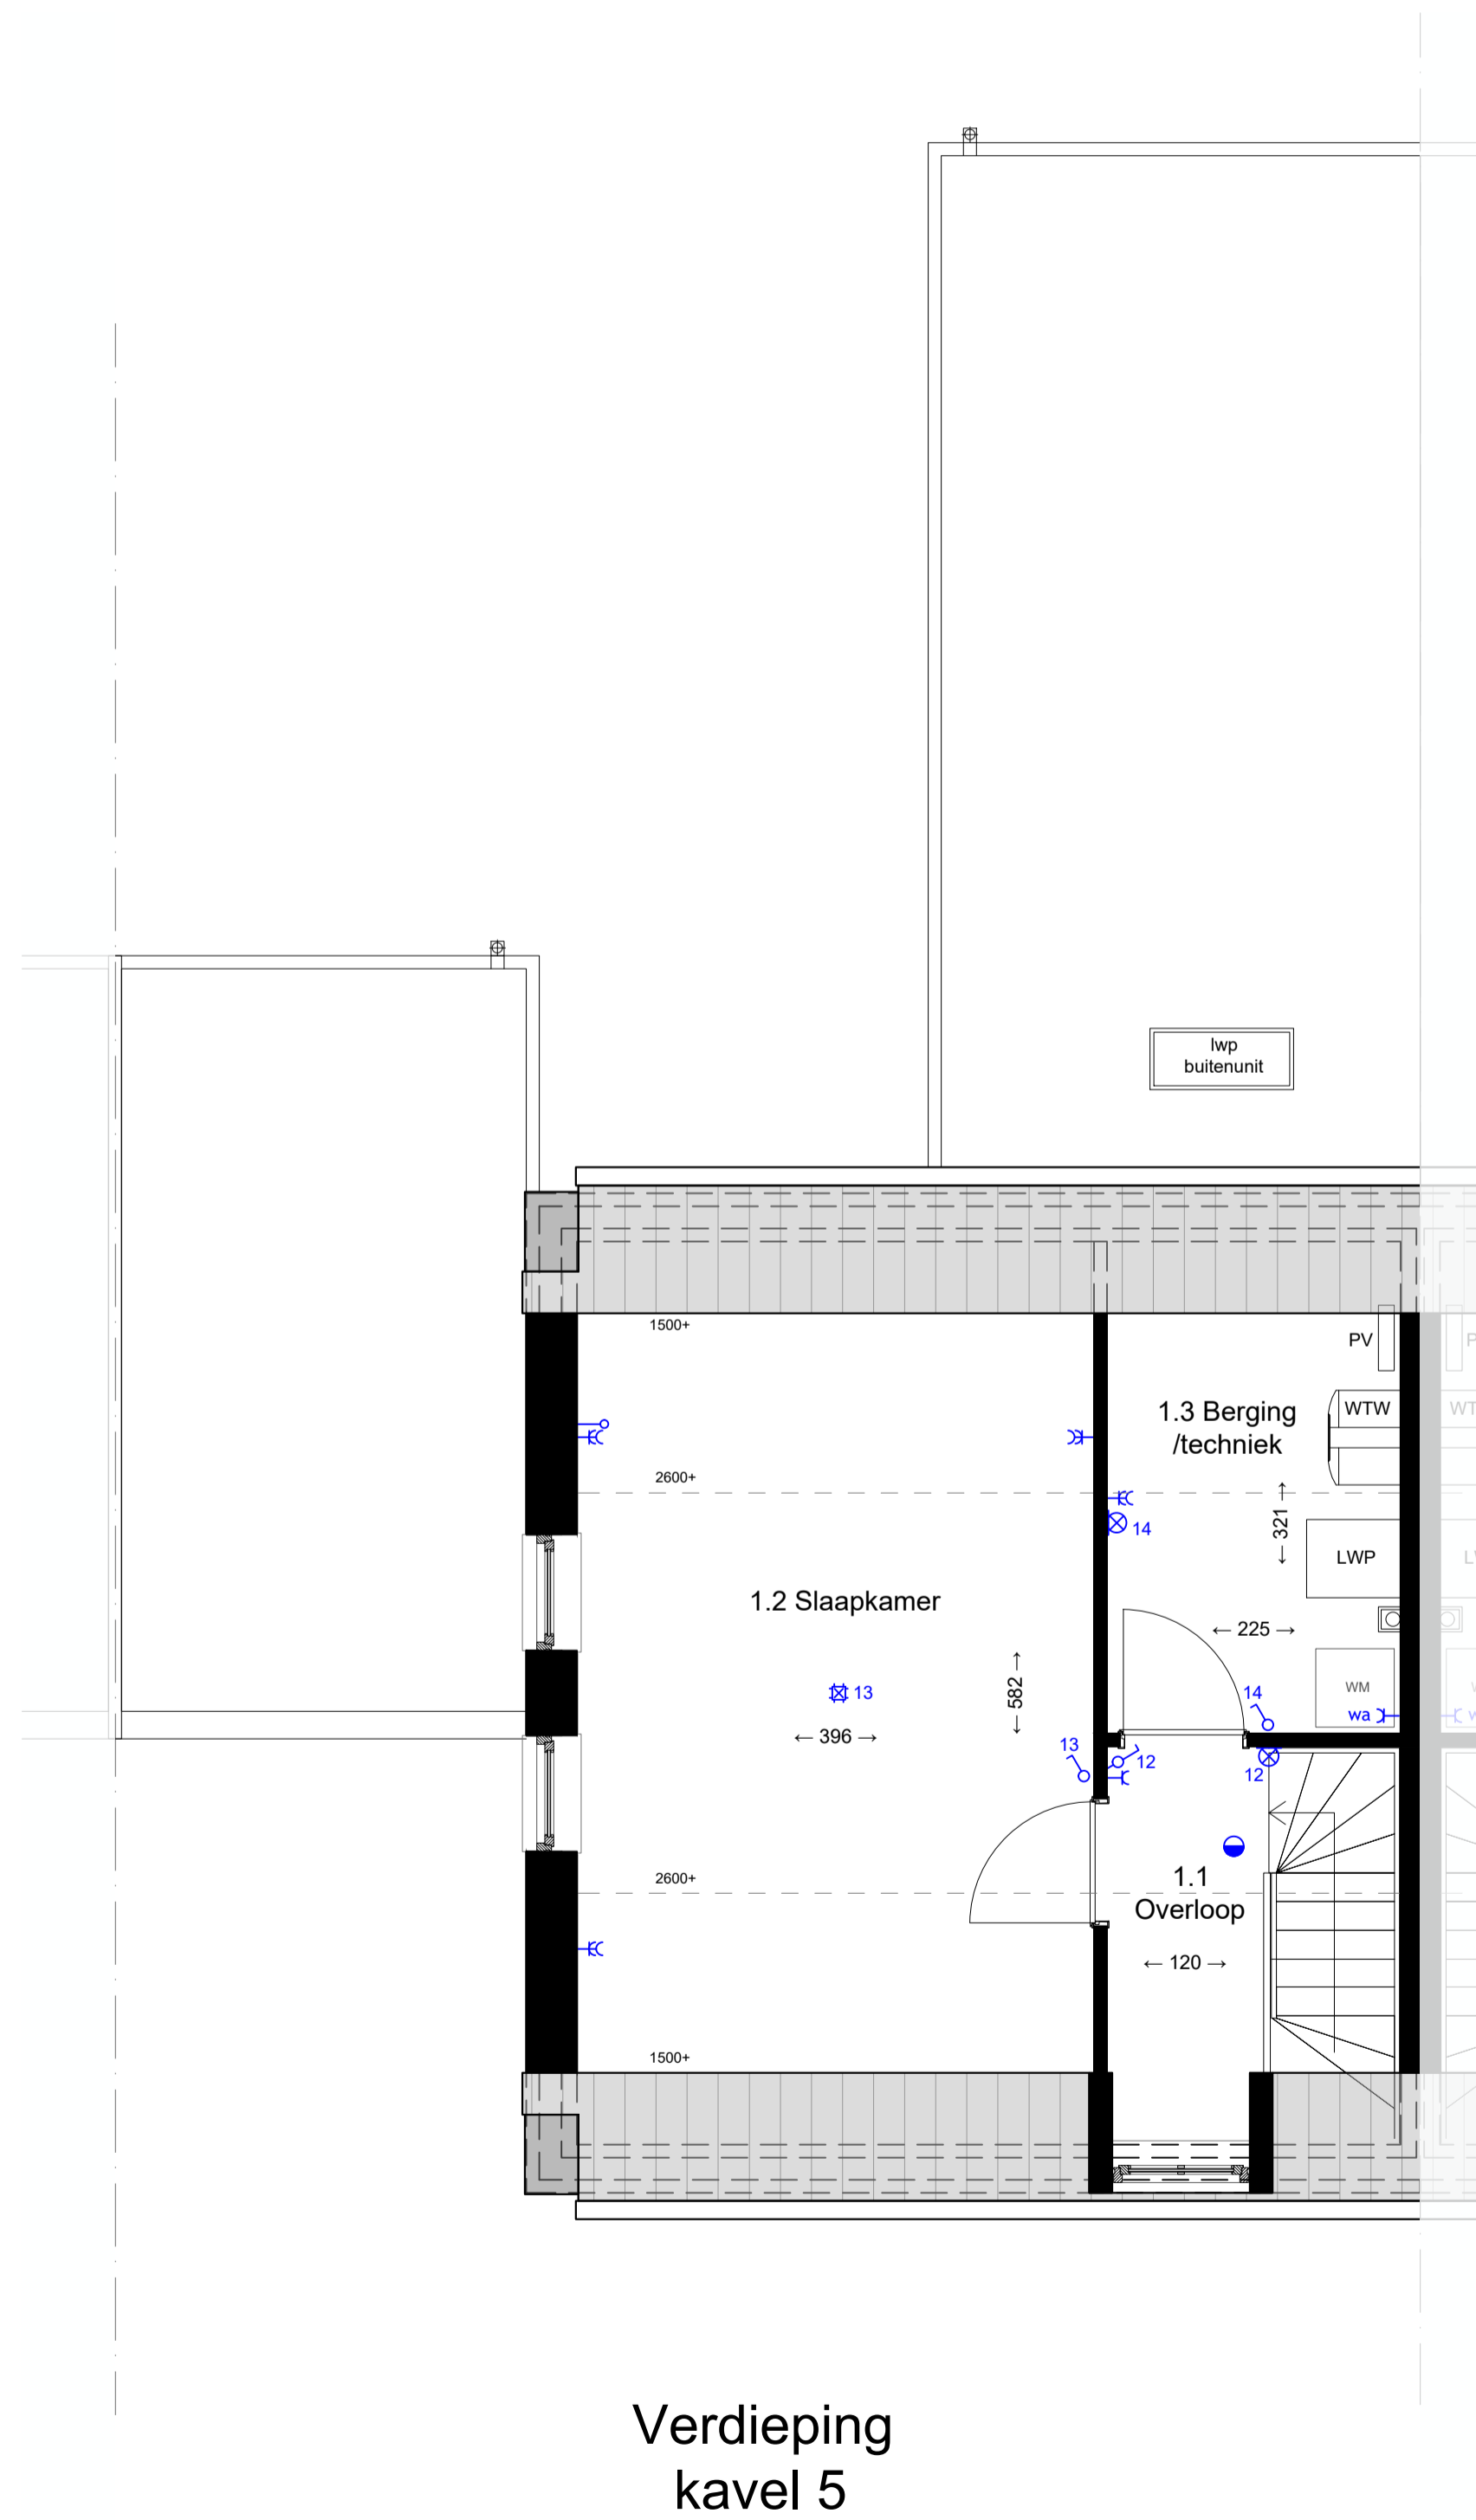 lwp
buitenunit
1500+
PV
1.3 Berging
/techniek
WTW
2600+
14
← 321 →
LWP
1.2 Slaapkamer
← 225 →
WM
wa
14
13
← 582 →
← 396 →
13
12
12
2600+
1.1
Overloop
← 120 →
1500+
Verdieping
kavel 5